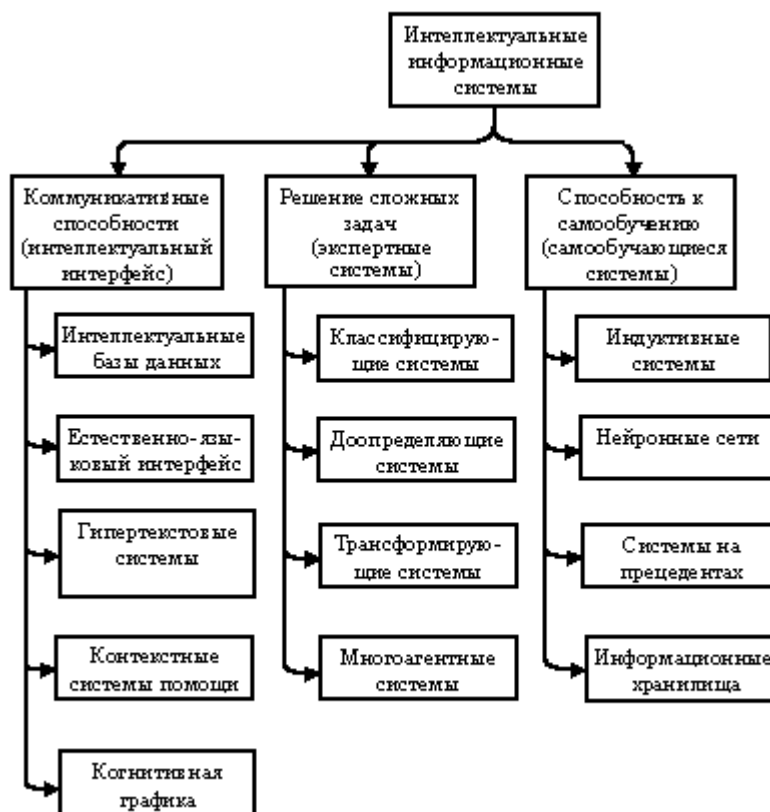 Интеллектуальные
информационные
системы
Коммуникативные
способности
(интеллектуальный
интерфейс)
Интеллектуальные
базы данных
Естественно-язы-
ковый интерфейс
Гипертекстовые
системы
Контекстные
системы помощи
Когнитивная
графика
Решение сложных
задач
(экспертные
системы)
Классифицирую-
щие системы
Доопределяющие
системы
Трансформирую-
щие системы
Многоагентные
системы
Способность к
самообучению
(самообучающиеся
системы)
Индуктивные
системы
Нейронные сети
Системы на
прецедентах
Информационные
хранилища